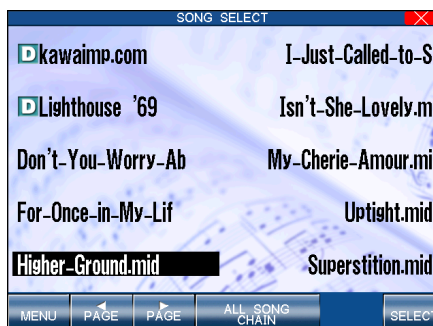 SONG SELECT
D kawaimp.com
D Lighthouse '69
Don't-You-Worry-Ab
For-Once-in-My-Lif
Higher-Ground.mid
I-Just-Called-to-S
Isn't-She-Lovely.m
My-Cherie-Amour.mi
Uptight.mid
Superstition.mid
MENU
PAGE
PAGE
ALL SONG
CHAIN
SELECT